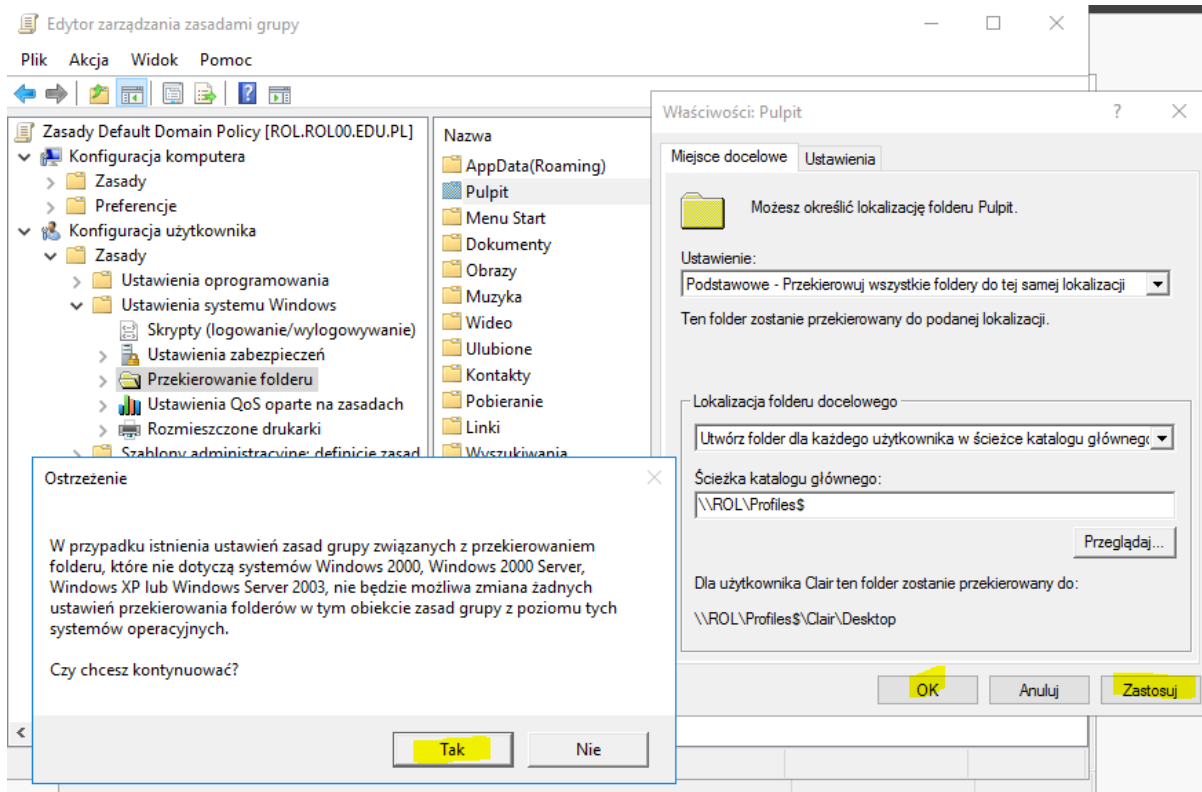 Edytor zarządzania zasadami grupy
Plik Akcja Widok Pomoc
Zasady Default Domain Policy [ROL.ROL00.EDU.PL]
Konfiguracja komputera
Zasady
Preferencje
Konfiguracja użytkownika
Zasady
Ustawienia oprogramowania
Ustawienia systemu Windows
Skrypty (logowanie/wylogowywanie)
Ustawienia zabezpieczeń
Przekierowanie folderu
Ustawienia QoS oparte na zasadach
Rozmieszczone drukarki
Szablony administracyjne: definicje zasad
Nazwa
AppData(Roaming)
Pulpit
Menu Start
Dokumenty
Obrazy
Muzyka
Wideo
Ulubione
Kontakty
Pobieranie
Linki
Wyszukiwania
Właściwości: Pulpit
Miejsce docelowe Ustawienia
Możesz określić lokalizację folderu Pulpit.
Ustawienie:
Podstawowe - Przekierowuj wszystkie foldery do tej samej lokalizacji
Ten folder zostanie przekierowany do podanej lokalizacji.
Lokalizacja folderu docelowego
Utwórz folder dla każdego użytkownika w ścieżce katalogu głównego
Ścieżka katalogu głównego:
\\ROL\Profiles$
Przeglądaj...
Dla użytkownika Clair ten folder zostanie przekierowany do:
\\ROL\Profiles$\Clair\Desktop
OK Anuluj Zastosuj
Ostrzeżenie
W przypadku istnienia ustawień zasad grupy związanych z przekierowaniem
folderu, które nie dotyczą systemów Windows 2000, Windows 2000 Server,
Windows XP lub Windows Server 2003, nie będzie możliwa zmiana żadnych
ustawień przekierowania folderów w tym obiekcie zasad grupy z poziomu tych
systemów operacyjnych.
Czy chcesz kontynuować?
Tak Nie